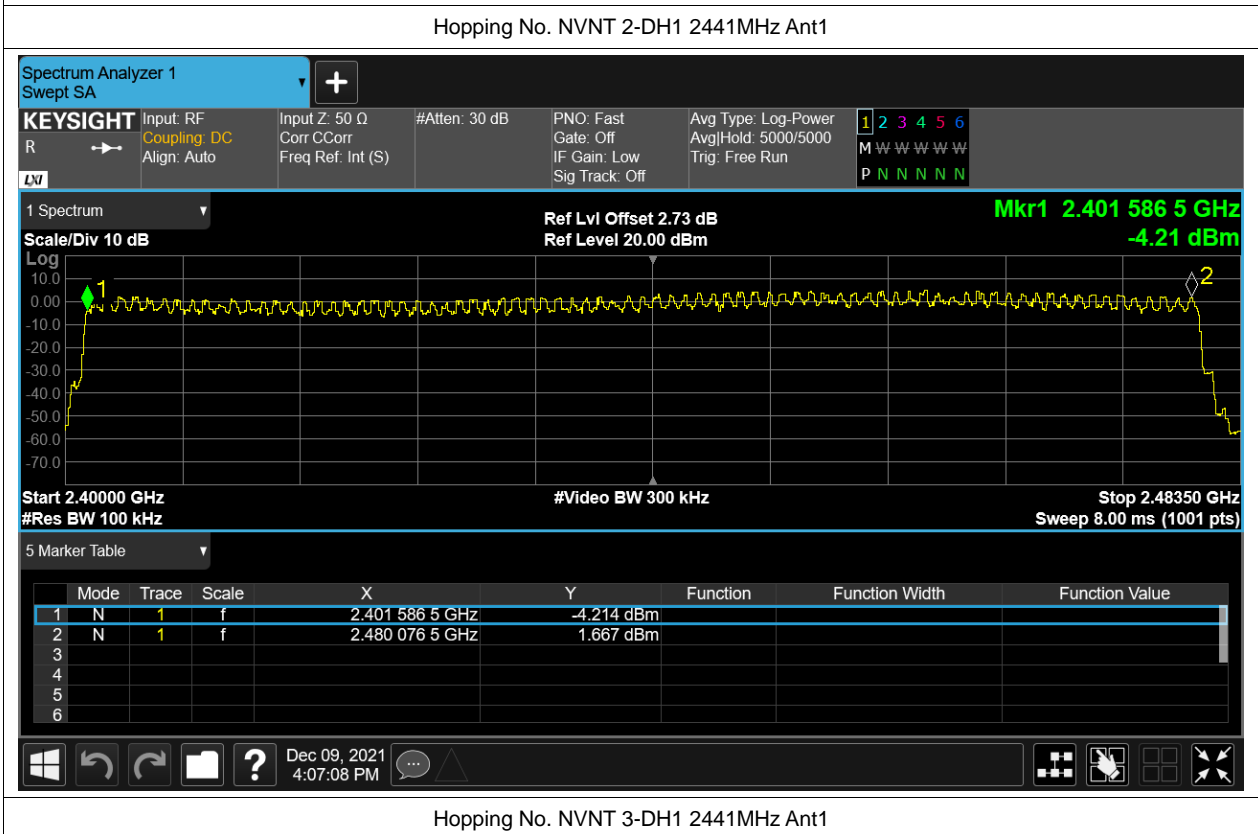 Hopping No. NVNT 2-DH1 2441MHz Ant1
Spectrum Analyzer 1
Swept SA
KEYSIGHT
R
LXI
Input: RF
Coupling: DC
Align: Auto
Input Z: 50 Ω
Corr CCorr
Freq Ref: Int (S)
#Atten: 30 dB
PNO: Fast
Gate: Off
IF Gain: Low
Sig Track: Off
Avg Type: Log-Power
Avg|Hold: 5000/5000
Trig: Free Run
1 2 3 4 5 6
M W W W W W
P N N N N N
1 Spectrum
Scale/Div 10 dB
Ref Lvl Offset 2.73 dB
Ref Level 20.00 dBm
Mkr1 2.401 586 5 GHz
-4.21 dBm
Log
10.0
0.00
-10.0
-20.0
-30.0
-40.0
-50.0
-60.0
-70.0
1
2
Start 2.40000 GHz
#Res BW 100 kHz
#Video BW 300 kHz
Stop 2.48350 GHz
Sweep 8.00 ms (1001 pts)
5 Marker Table
Mode Trace Scale X Y Function Function Width Function Value
1 N 1 f 2.401 586 5 GHz -4.214 dBm
2 N 1 f 2.480 076 5 GHz 1.667 dBm
3
4
5
6
?
Dec 09, 2021
4:07:08 PM
Hopping No. NVNT 3-DH1 2441MHz Ant1